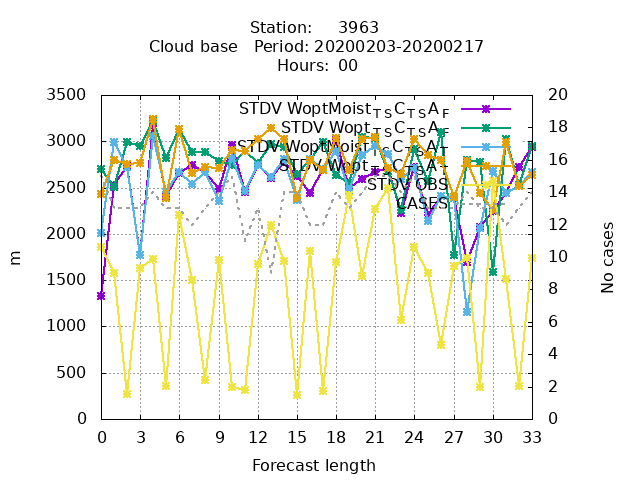 Station: 3963
Cloud base Period: 20200203-20200217
Hours: 00
3500
3000
2500
2000
1500
1000
500
0
20
18
16
14
12
10
8
6
4
2
0
0 3 6 9 12 15 18 21 24 27 30 33
m
No cases
Forecast length
STDV WoptMoist_TS C_TS A_F
STDV Wopt_TS C_TS A_F
STDV WoptMoist_TS C_TS A_T
STDV Wopt_TS C_TS A_T
STDV OBS
CASES